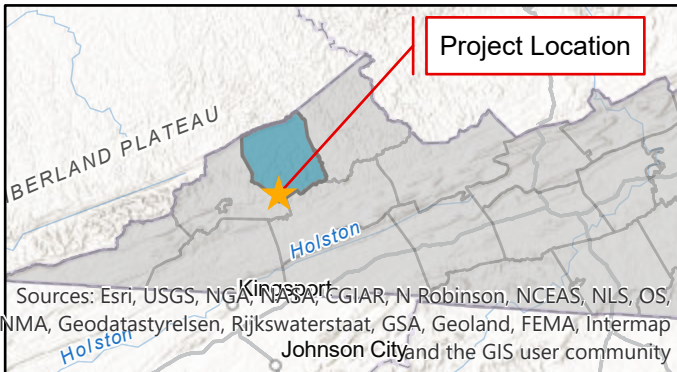 Project Location
MBERLAND PLATEAU
Holston
Kingsport
Sources: Esri, USGS, NGA, NASA, CGIAR, N Robinson, NCEAS, NLS, OS,
NMA, Geodatastyrelsen, Rijkswaterstaat, GSA, Geoland, FEMA, Intermap
Holston
Johnson City
and the GIS user community